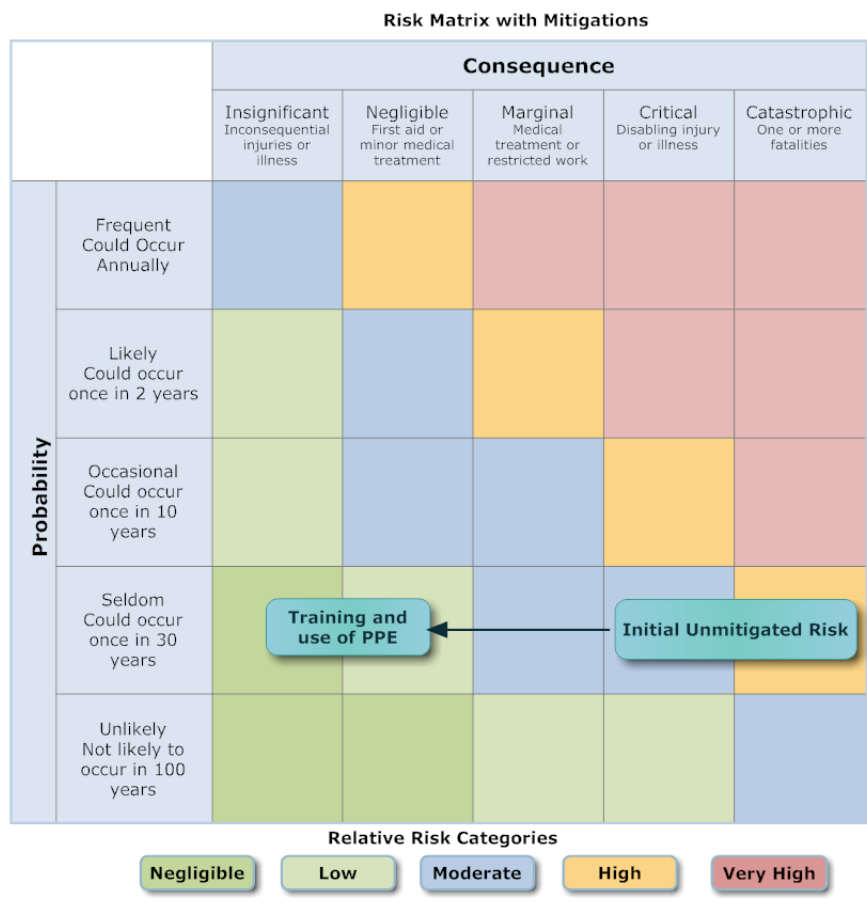 Risk Matrix with Mitigations
Consequence
Insignificant
Inconsequential
injuries or
illness
Negligible
First aid or
minor medical
treatment
Marginal
Medical
treatment or
restricted work
Critical
Disabling injury
or illness
Catastrophic
One or more
fatalities
Probability
Frequent
Could Occur
Annually
Likely
Could occur
once in 2 years
Occasional
Could occur
once in 10
years
Seldom
Could occur
once in 30
years
Training and
use of PPE
Initial Unmitigated Risk
Unlikely
Not likely to
occur in 100
years
Relative Risk Categories
Negligible
Low
Moderate
High
Very High